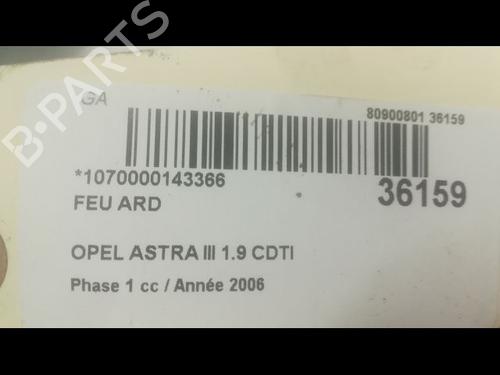 GA
80900801 36159
*1070000143366
36159
FEU ARD
OPEL ASTRA III 1.9 CDTI
Phase 1 cc / Année 2006
B-PARTS